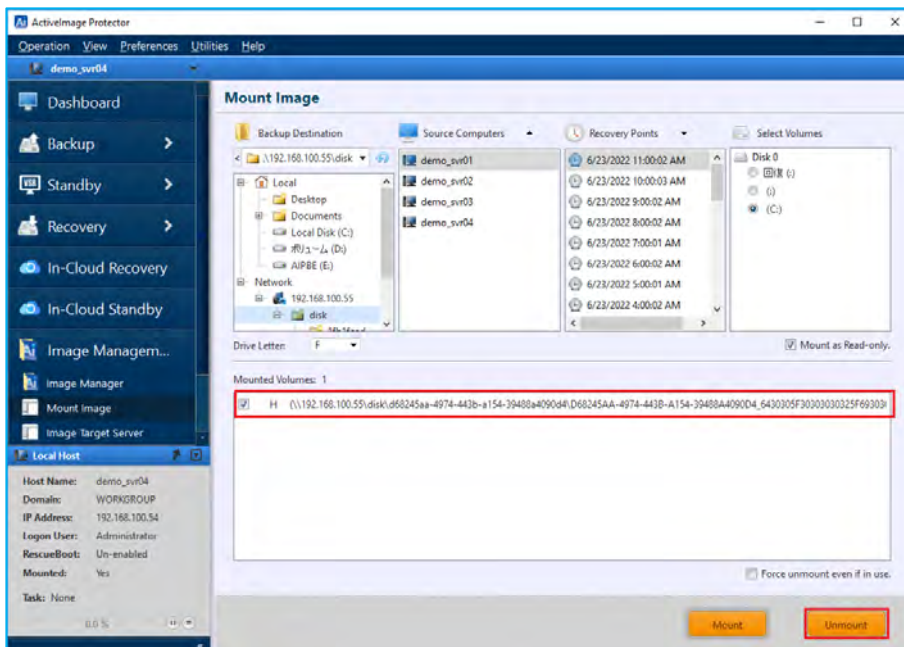 ActiveImage Protector
Operation View Preferences Utilities Help
demo_svr04
Dashboard
Backup
Standby
Recovery
In-Cloud Recovery
In-Cloud Standby
Image Managem...
Image Manager
Mount Image
Image Target Server
Local Host
Host Name: demo_svr04
Domain: WORKGROUP
IP Address: 192.168.100.54
Logon User: Administrator
RescueBoot: Un-enabled
Mounted: Yes
Task: None
0.0 %
Mount Image
Backup Destination
.\192.168.100.55\disk
Local
Desktop
Documents
Local Disk (C:)
ボリューム (D:)
AIPBE (E:)
Network
192.168.100.55
disk
Source Computers
demo_svr01
demo_svr02
demo_svr03
demo_svr04
Recovery Points
6/23/2022 11:00:02 AM
6/23/2022 10:00:03 AM
6/23/2022 9:00:02 AM
6/23/2022 8:00:02 AM
6/23/2022 7:00:01 AM
6/23/2022 6:00:02 AM
6/23/2022 5:00:01 AM
6/23/2022 4:00:02 AM
Select Volumes
Disk 0
回復 (:)
(:)
(C:)
Drive Letter: F
Mount as Read-only.
Mounted Volumes: 1
H (\\192.168.100.55\disk\d68245aa-4974-443b-a154-39488a4090d4\D68245AA-4974-443B-A154-39488A4090D4_6430305F30303030325F69303
Force unmount even if in use.
Mount
Unmount